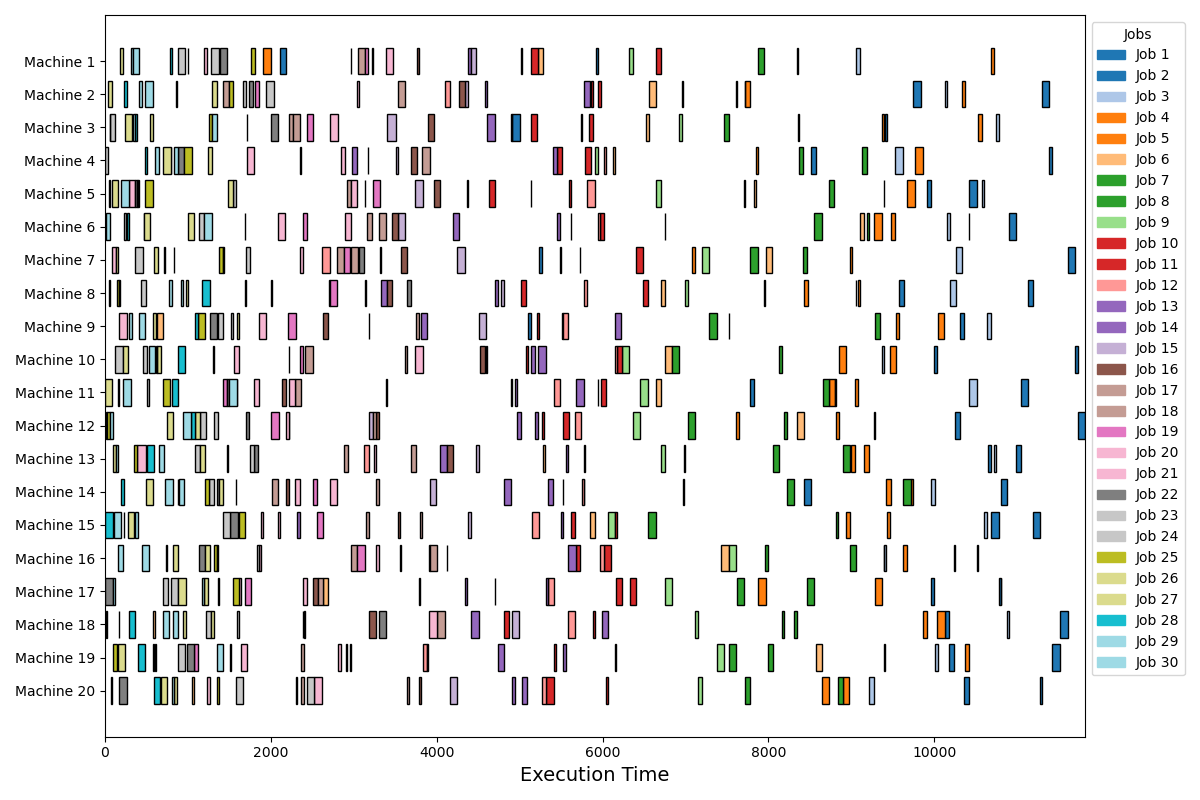 Machine 1
Machine 2
Machine 3
Machine 4
Machine 5
Machine 6
Machine 7
Machine 8
Machine 9
Machine 10
Machine 11
Machine 12
Machine 13
Machine 14
Machine 15
Machine 16
Machine 17
Machine 18
Machine 19
Machine 20
0 2000 4000 6000 8000 10000
Execution Time
Jobs
Job 1
Job 2
Job 3
Job 4
Job 5
Job 6
Job 7
Job 8
Job 9
Job 10
Job 11
Job 12
Job 13
Job 14
Job 15
Job 16
Job 17
Job 18
Job 19
Job 20
Job 21
Job 22
Job 23
Job 24
Job 25
Job 26
Job 27
Job 28
Job 29
Job 30